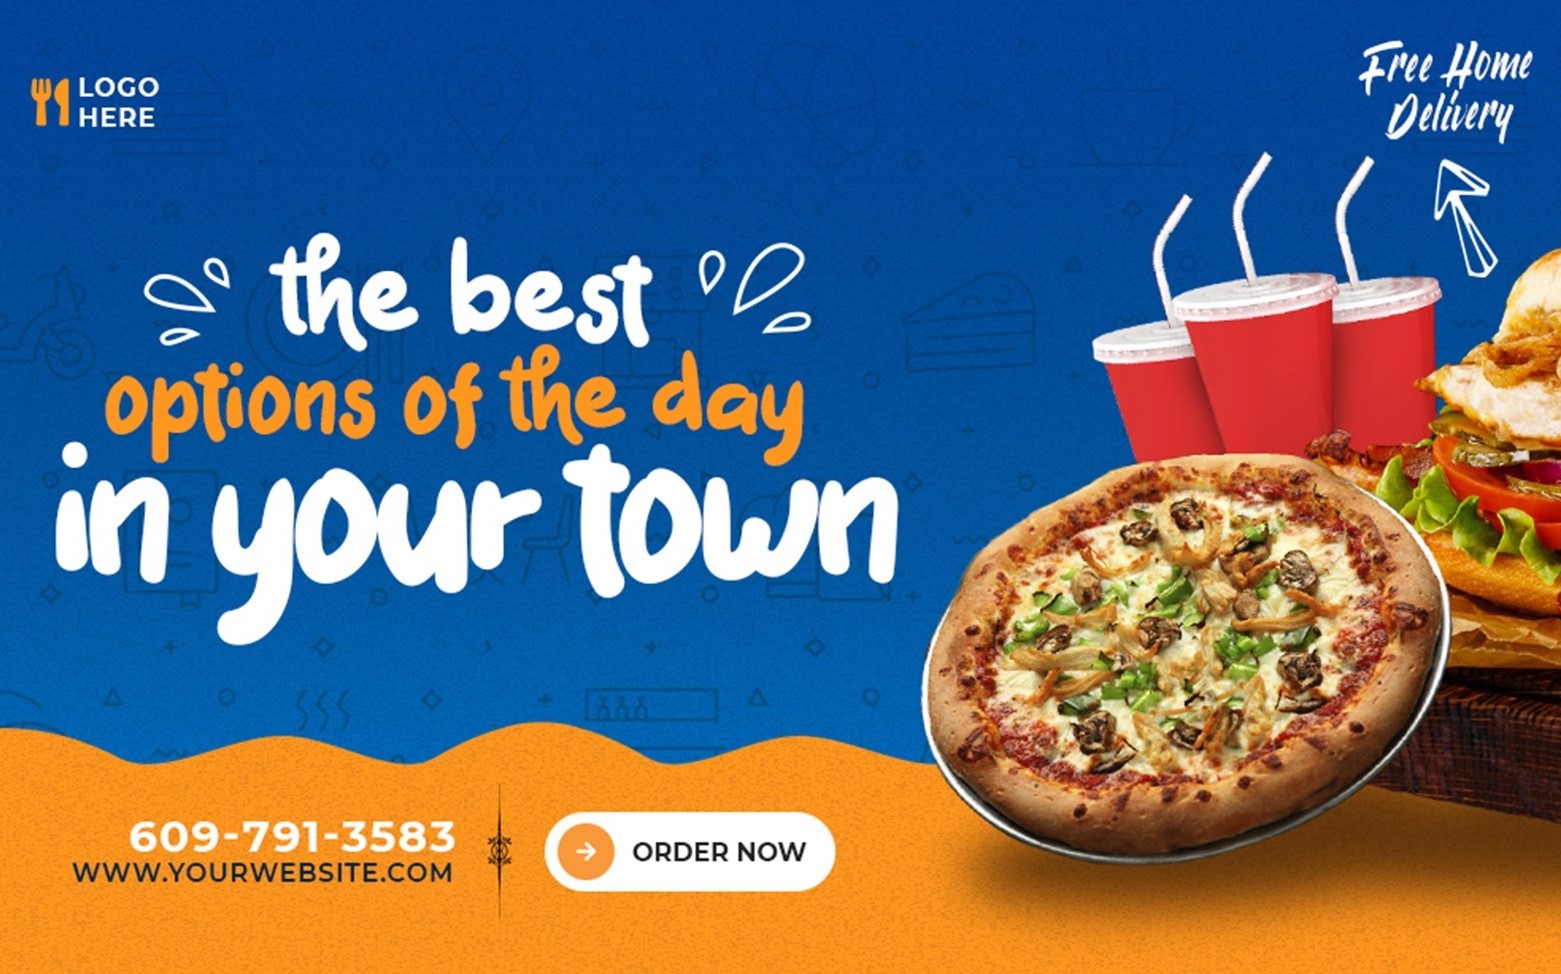 LOGO
HERE
Free Home
Delivery
the best
options of the day
in your town
609-791-3583
WWW.YOURWEBSITE.COM
ORDER NOW